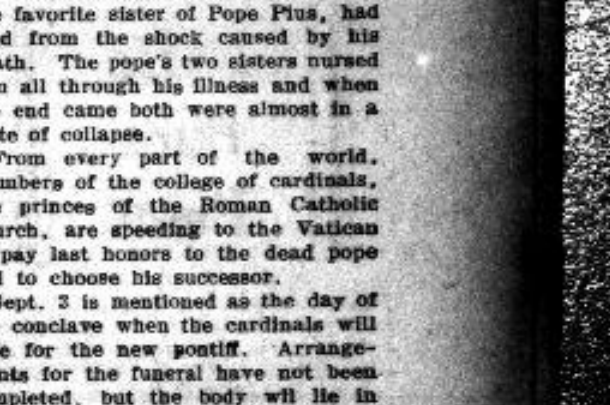 e favorite sister of Pope Pius, had
d from the shock caused by his
ath. The pope's two sisters nursed
n all through his illness and when
e end came both were almost in a
te of collapse.
From every part of the world,
mbers of the college of cardinals,
e princes of the Roman Catholic
urch, are speeding to the Vatican
pay last honors to the dead pope
d to choose his successor.
Sept. 3 is mentioned as the day of
e conclave when the cardinals will
e for the new pontiff. Arrange-
nts for the funeral have not been
mpleted, but the body wil lie in